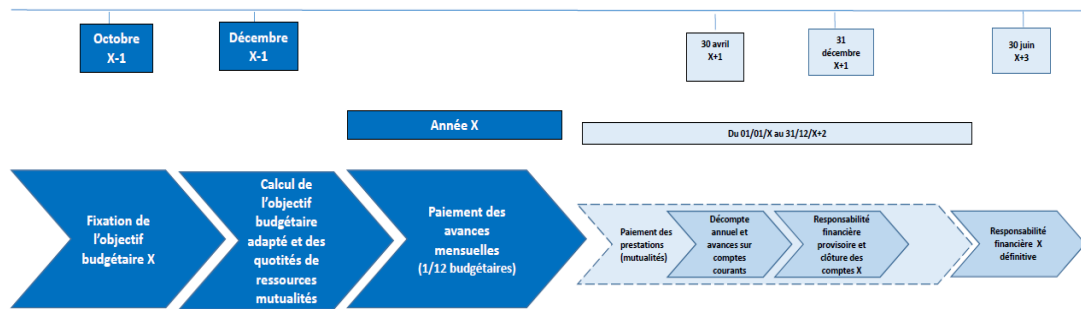 Octobre
X-1
Décembre
X-1
30 avril
X+1
31
décembre
X+1
30 juin
X+3
Année X
Du 01/01/X au 31/12/X+2
Fixation de
l'objectif
budgétaire X
Calcul de
l'objectif
budgétaire
adapté et des
quotités de
ressources
mutualités
Paiement des
avances
mensuelles
(1/12 budgétaires)
Paiement des
prestations
(mutualités)
Décompte
annuel et
avances sur
comptes
courants
Responsabilité
financière
provisoire et
clôture des
comptes X
Responsabilité
financière X
définitive